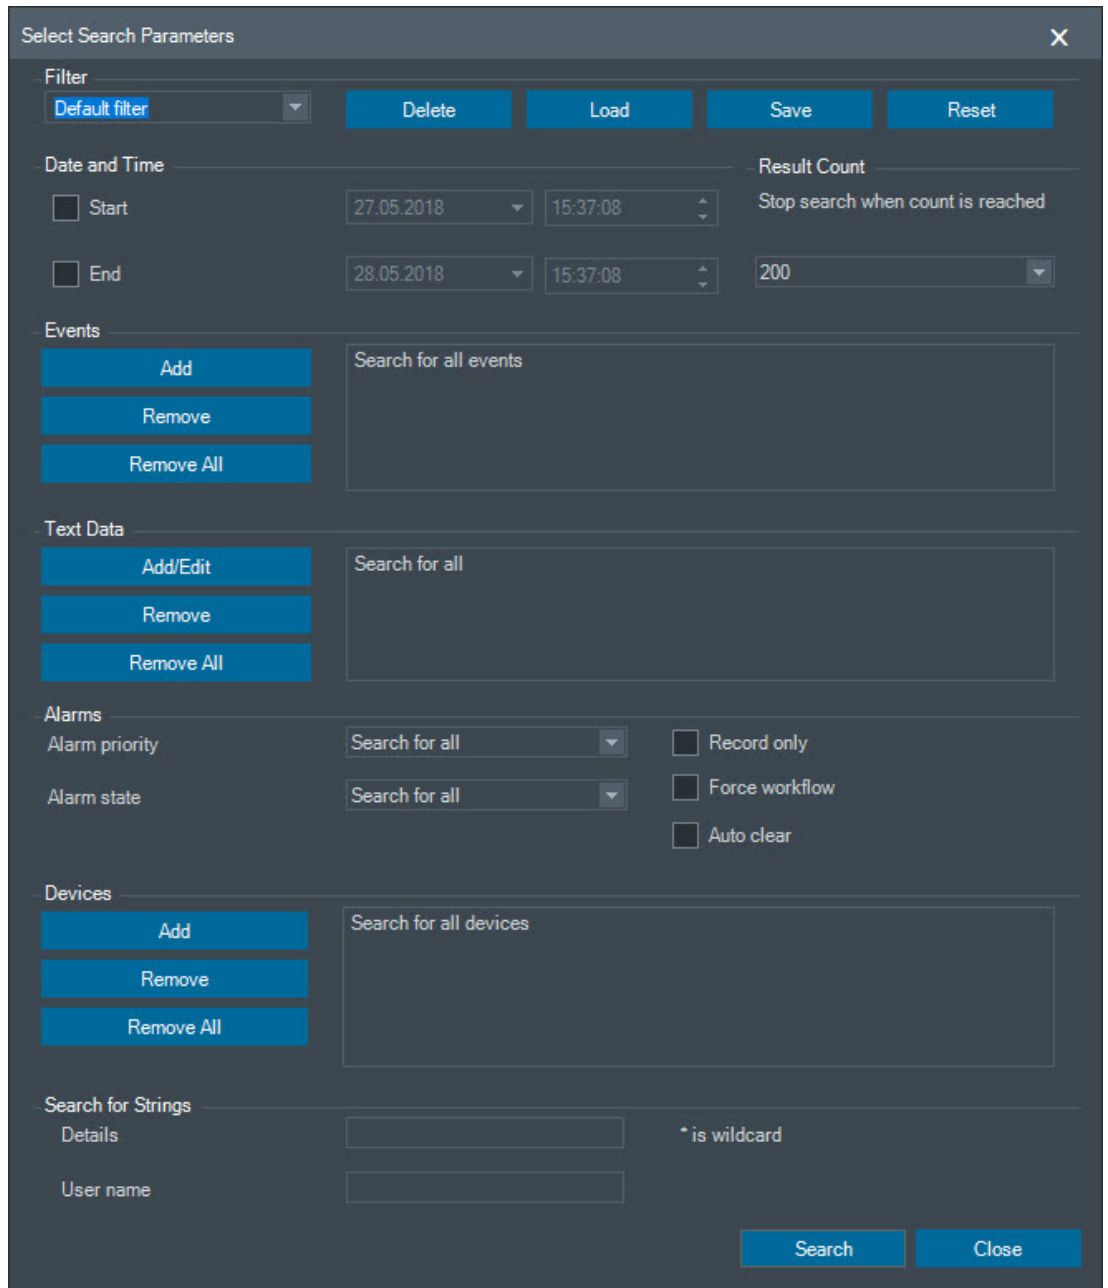 Select Search Parameters
Filter
Default filter Delete Load Save Reset
Date and Time Result Count
Start 27.05.2018 15:37:08 Stop search when count is reached
End 28.05.2018 15:37:08 200
Events
Add Search for all events
Remove
Remove All
Text Data
Add/Edit Search for all
Remove
Remove All
Alarms
Alarm priority Search for all Record only
Alarm state Search for all Force workflow
Auto clear
Devices
Add Search for all devices
Remove
Remove All
Search for Strings
Details * is wildcard
User name
Search Close